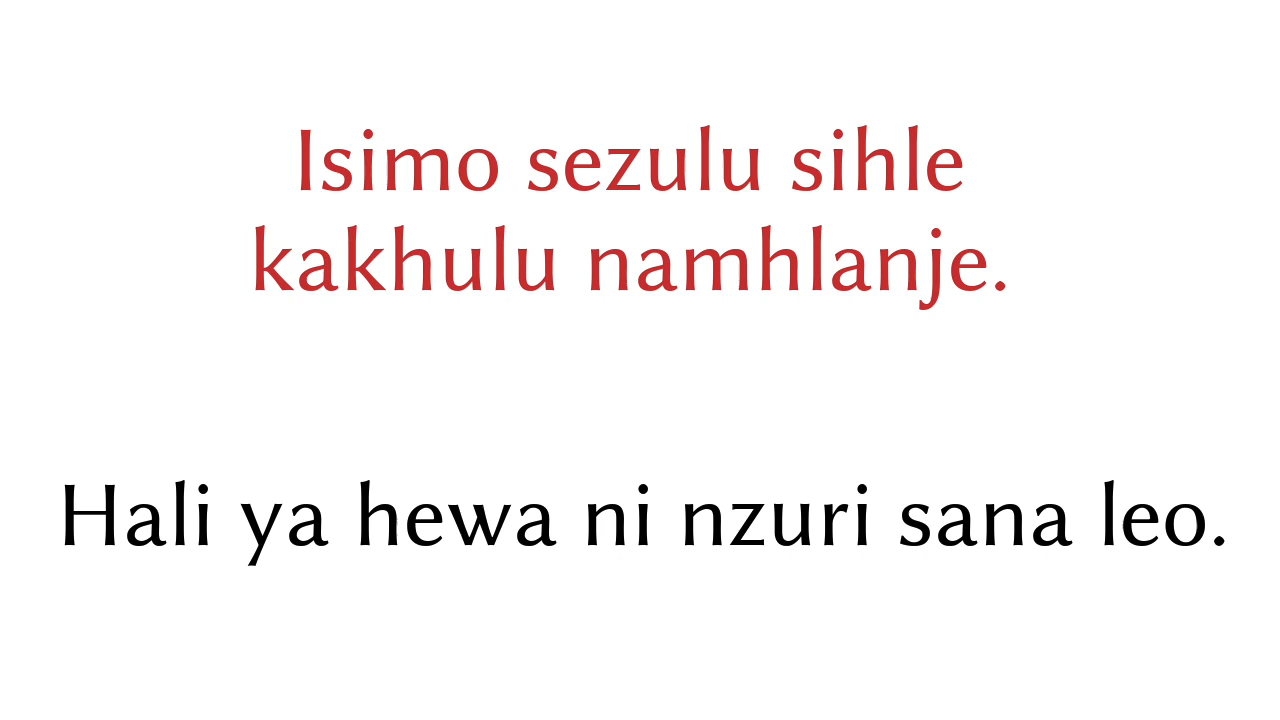 Isimo sezulu sihle
kakhulu namhlanje.
Hali ya hewa ni nzuri sana leo.